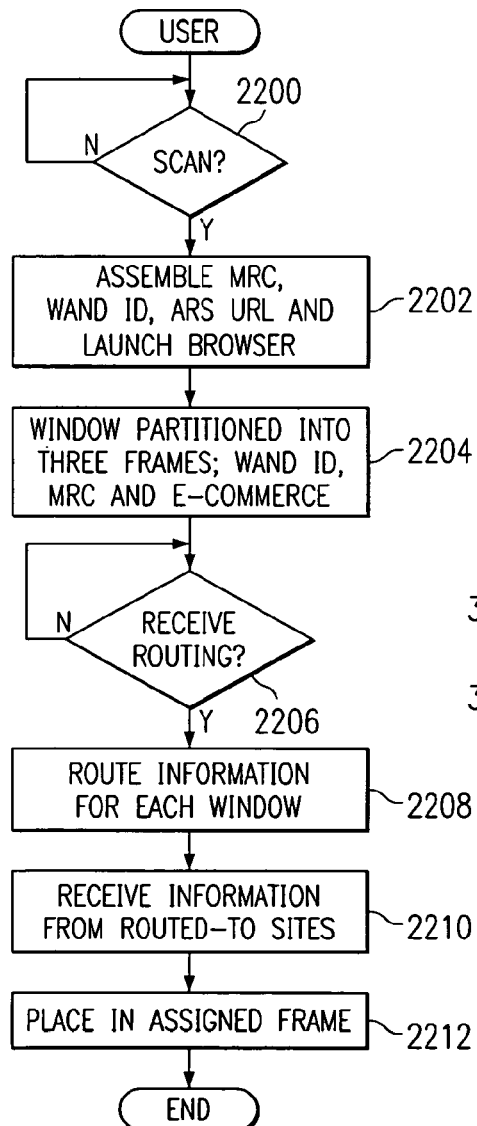 USER
2200
SCAN?
N
Y
ASSEMBLE MRC,
WAND ID, ARS URL AND
LAUNCH BROWSER
2202
WINDOW PARTITIONED INTO
THREE FRAMES; WAND ID,
MRC AND E-COMMERCE
2204
N
RECEIVE
ROUTING?
3
3
Y
2206
ROUTE INFORMATION
FOR EACH WINDOW
2208
RECEIVE INFORMATION
FROM ROUTED-TO SITES
2210
PLACE IN ASSIGNED FRAME
2212
END